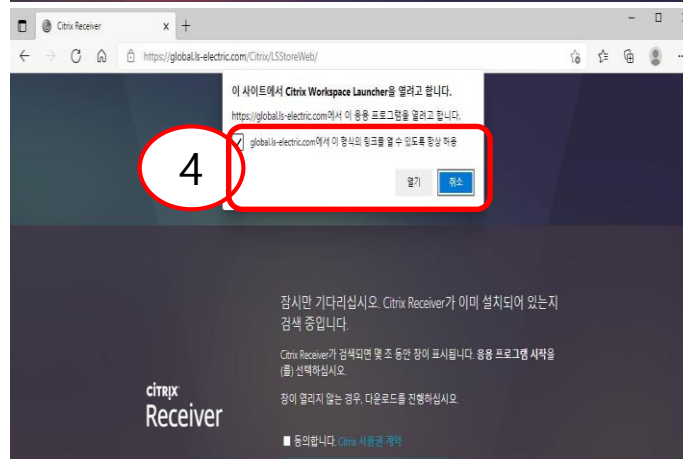 Citrix Receiver
https://global.ls-electric.com/Citrix/LSStoreWeb/
이 사이트에서 Citrix Workspace Launcher을 열려고 합니다.
https://global.ls-electric.com에서 이 응용 프로그램을 열려고 합니다.
global.ls-electric.com에서 이 형식의 링크를 열 수 있도록 항상 허용
4
열기
취소
잠시만 기다리십시오. Citrix Receiver가 이미 설치되어 있는지
검색 중입니다.
Citrix Receiver가 검색되면 몇 초 동안 창이 표시됩니다. 응용 프로그램 시작을
(를) 선택하십시오.
창이 열리지 않는 경우, 다운로드를 진행하십시오.
CITRIX
Receiver
동의합니다. Citrix 사용권 계약